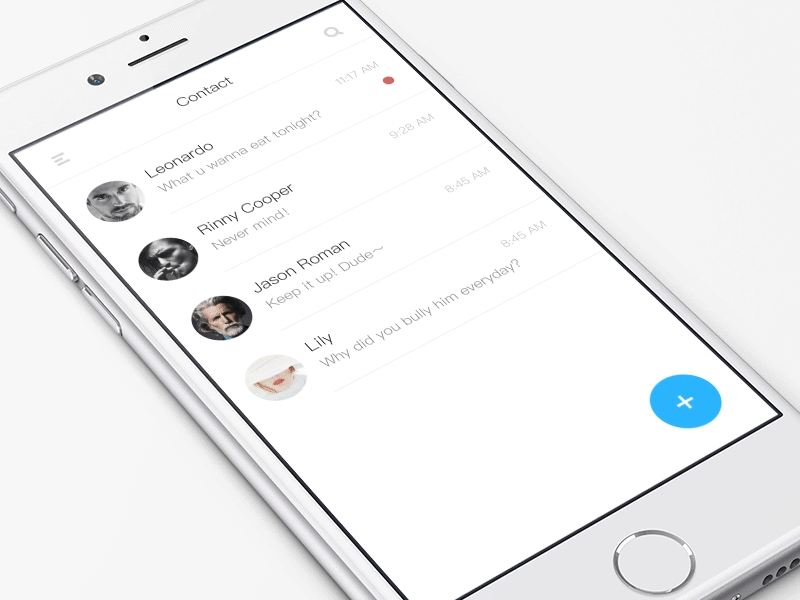 Contact
Leonardo
11:17 AM
What u wanna eat tonight?
Rinny Cooper
9:28 AM
Never mind!
Jason Roman
8:45 AM
Keep it up! Dude~
Lily
8:45 AM
Why did you bully him everyday?